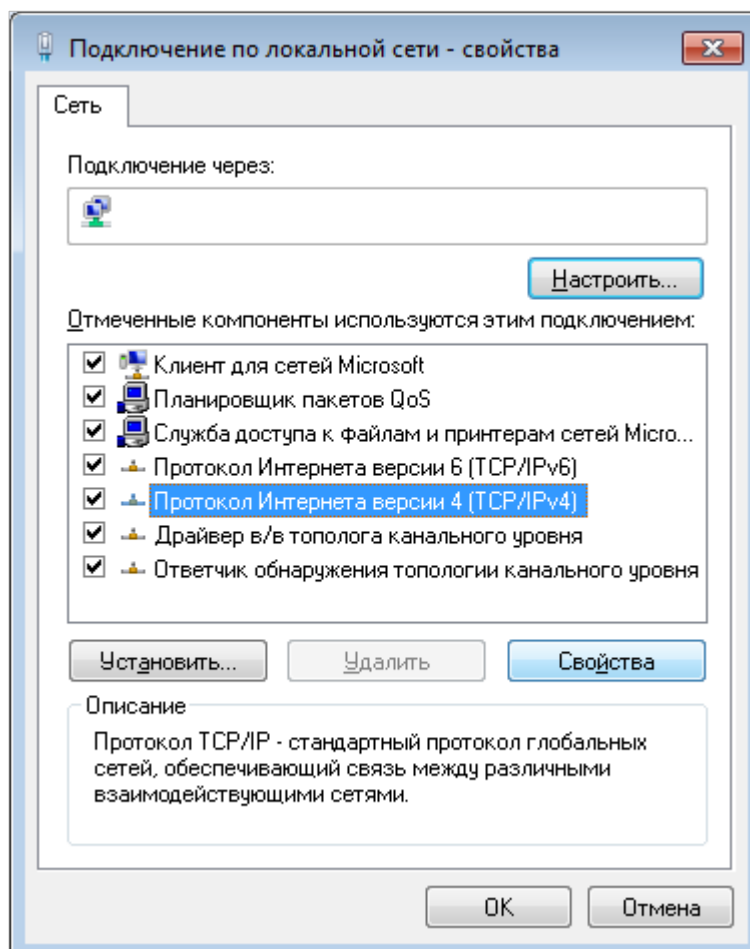 Подключение по локальной сети - свойства
Сеть
Подключение через:
Настроить...
Отмеченные компоненты используются этим подключением:
Клиент для сетей Microsoft
Планировщик пакетов QoS
Служба доступа к файлам и принтерам сетей Micro...
Протокол Интернета версии 6 (TCP/IPv6)
Протокол Интернета версии 4 (TCP/IPv4)
Драйвер в/в тополога канального уровня
Ответчик обнаружения топологии канального уровня
Установить... Удалить Свойства
Описание
Протокол TCP/IP - стандартный протокол глобальных
сетей, обеспечивающий связь между различными
взаимодействующими сетями.
OK Отмена